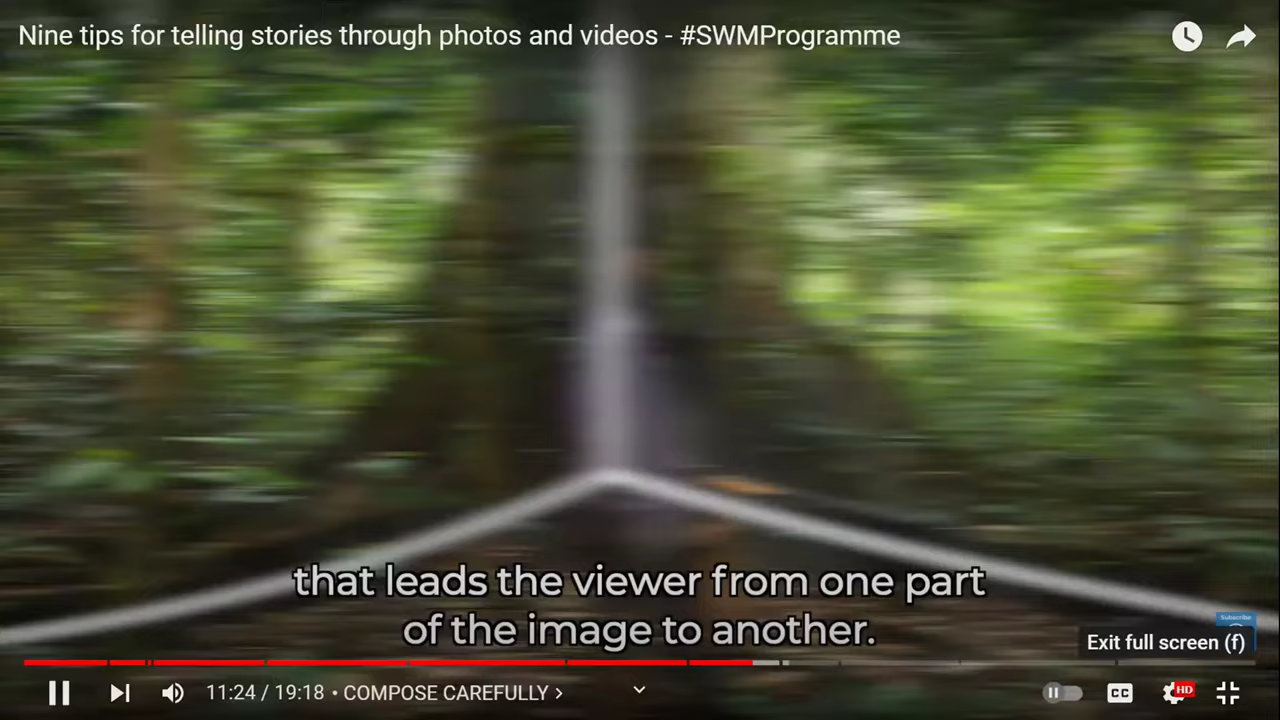 Nine tips for telling stories through photos and videos - #SWMProgramme
that leads the viewer from one part
of the image to another.
Subscribe
Exit full screen (f)
11:24 / 19:18 • COMPOSE CAREFULLY ›
CC
HD